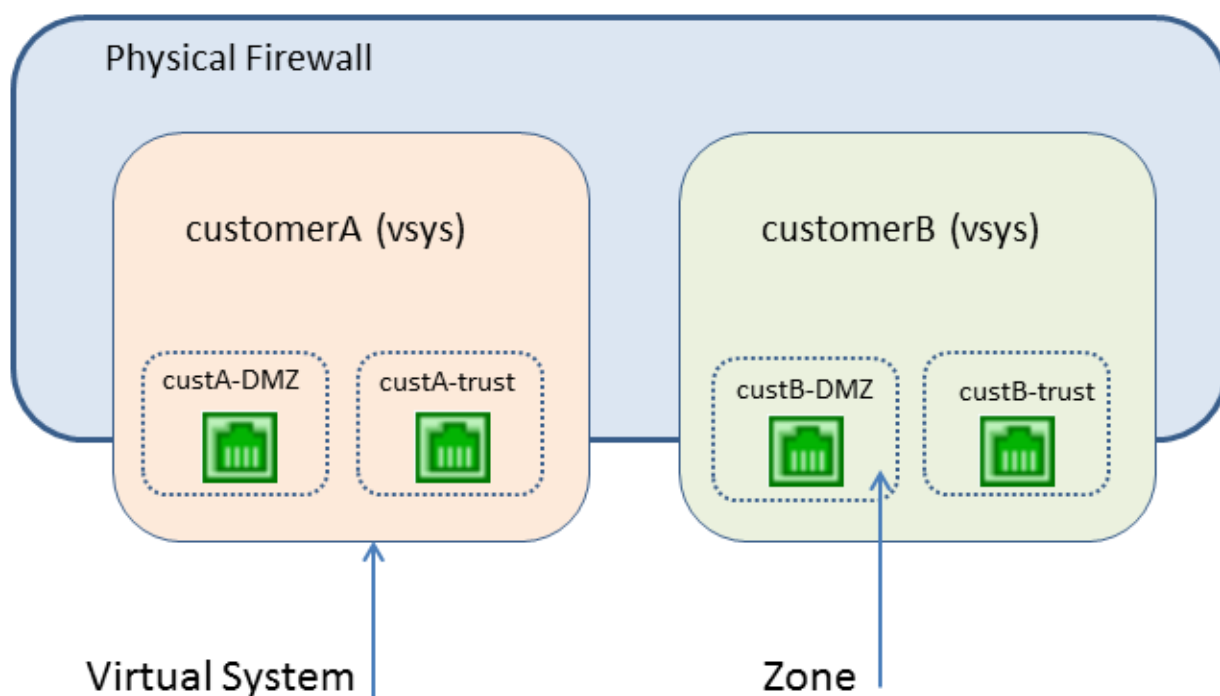 Physical Firewall
customerA (vsys)
customerB (vsys)
custA-DMZ
custA-trust
custB-DMZ
custB-trust
Virtual System
Zone